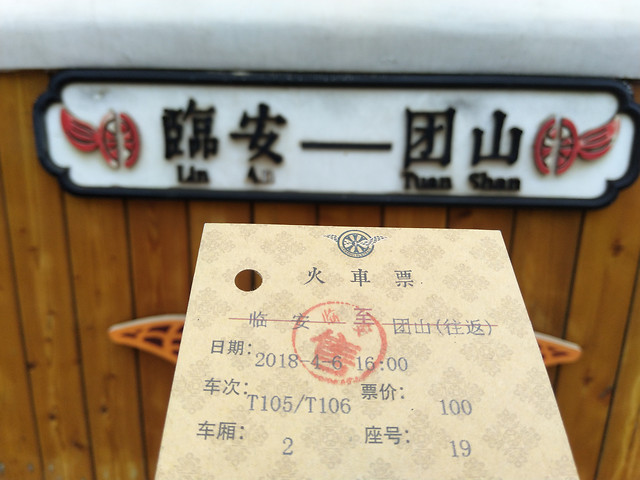 臨安—团山
Lin An Tuan Shan
火車票
临安 至 团山(往返)
日期: 2018-4-6 16:00
车次: T105/T106 票价: 100
车厢: 2 座号: 19
售